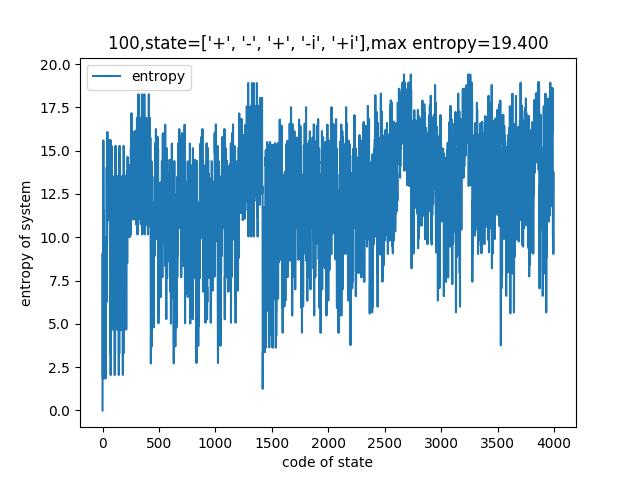 100,state=['+', '-', '+', '-i', '+i'],max entropy=19.400
entropy
20.0
17.5
15.0
12.5
10.0
7.5
5.0
2.5
0.0
entropy of system
0 500 1000 1500 2000 2500 3000 3500 4000
code of state